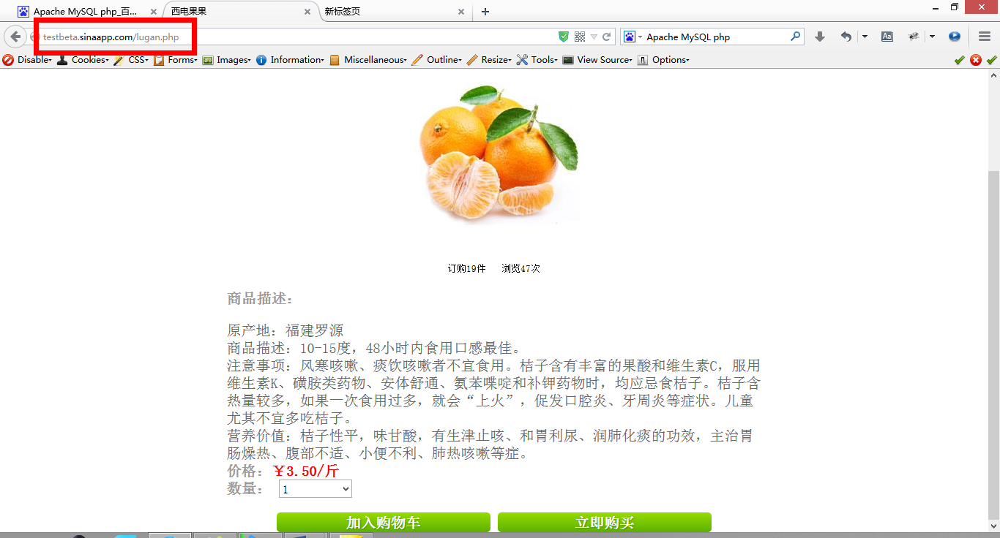 Apache MySQL php_百...
西电果果
新标签页
testbeta.sinaapp.com/lugan.php
Apache MySQL php
Disable
Cookies
CSS
Forms
Images
Information
Miscellaneous
Outline
Resize
Tools
View Source
Options
订购19件 浏览47次
商品描述：
原产地：福建罗源
商品描述：10-15度，48小时内食用口感最佳。
注意事项：风寒咳嗽、痰饮咳嗽者不宜食用。桔子含有丰富的果酸和维生素C，服用
维生素K、磺胺类药物、安体舒通、氨苯喋啶和补钾药物时，均应忌食桔子。桔子含
热量较多，如果一次食用过多，就会“上火”，促发口腔炎、牙周炎等症状。儿童
尤其不宜多吃桔子。
营养价值：桔子性平，味甘酸，有生津止咳、和胃利尿、润肺化痰的功效，主治胃
肠燥热、腹部不适、小便不利、肺热咳嗽等症。
价格：￥3.50/斤
数量： 1
加入购物车 立即购买